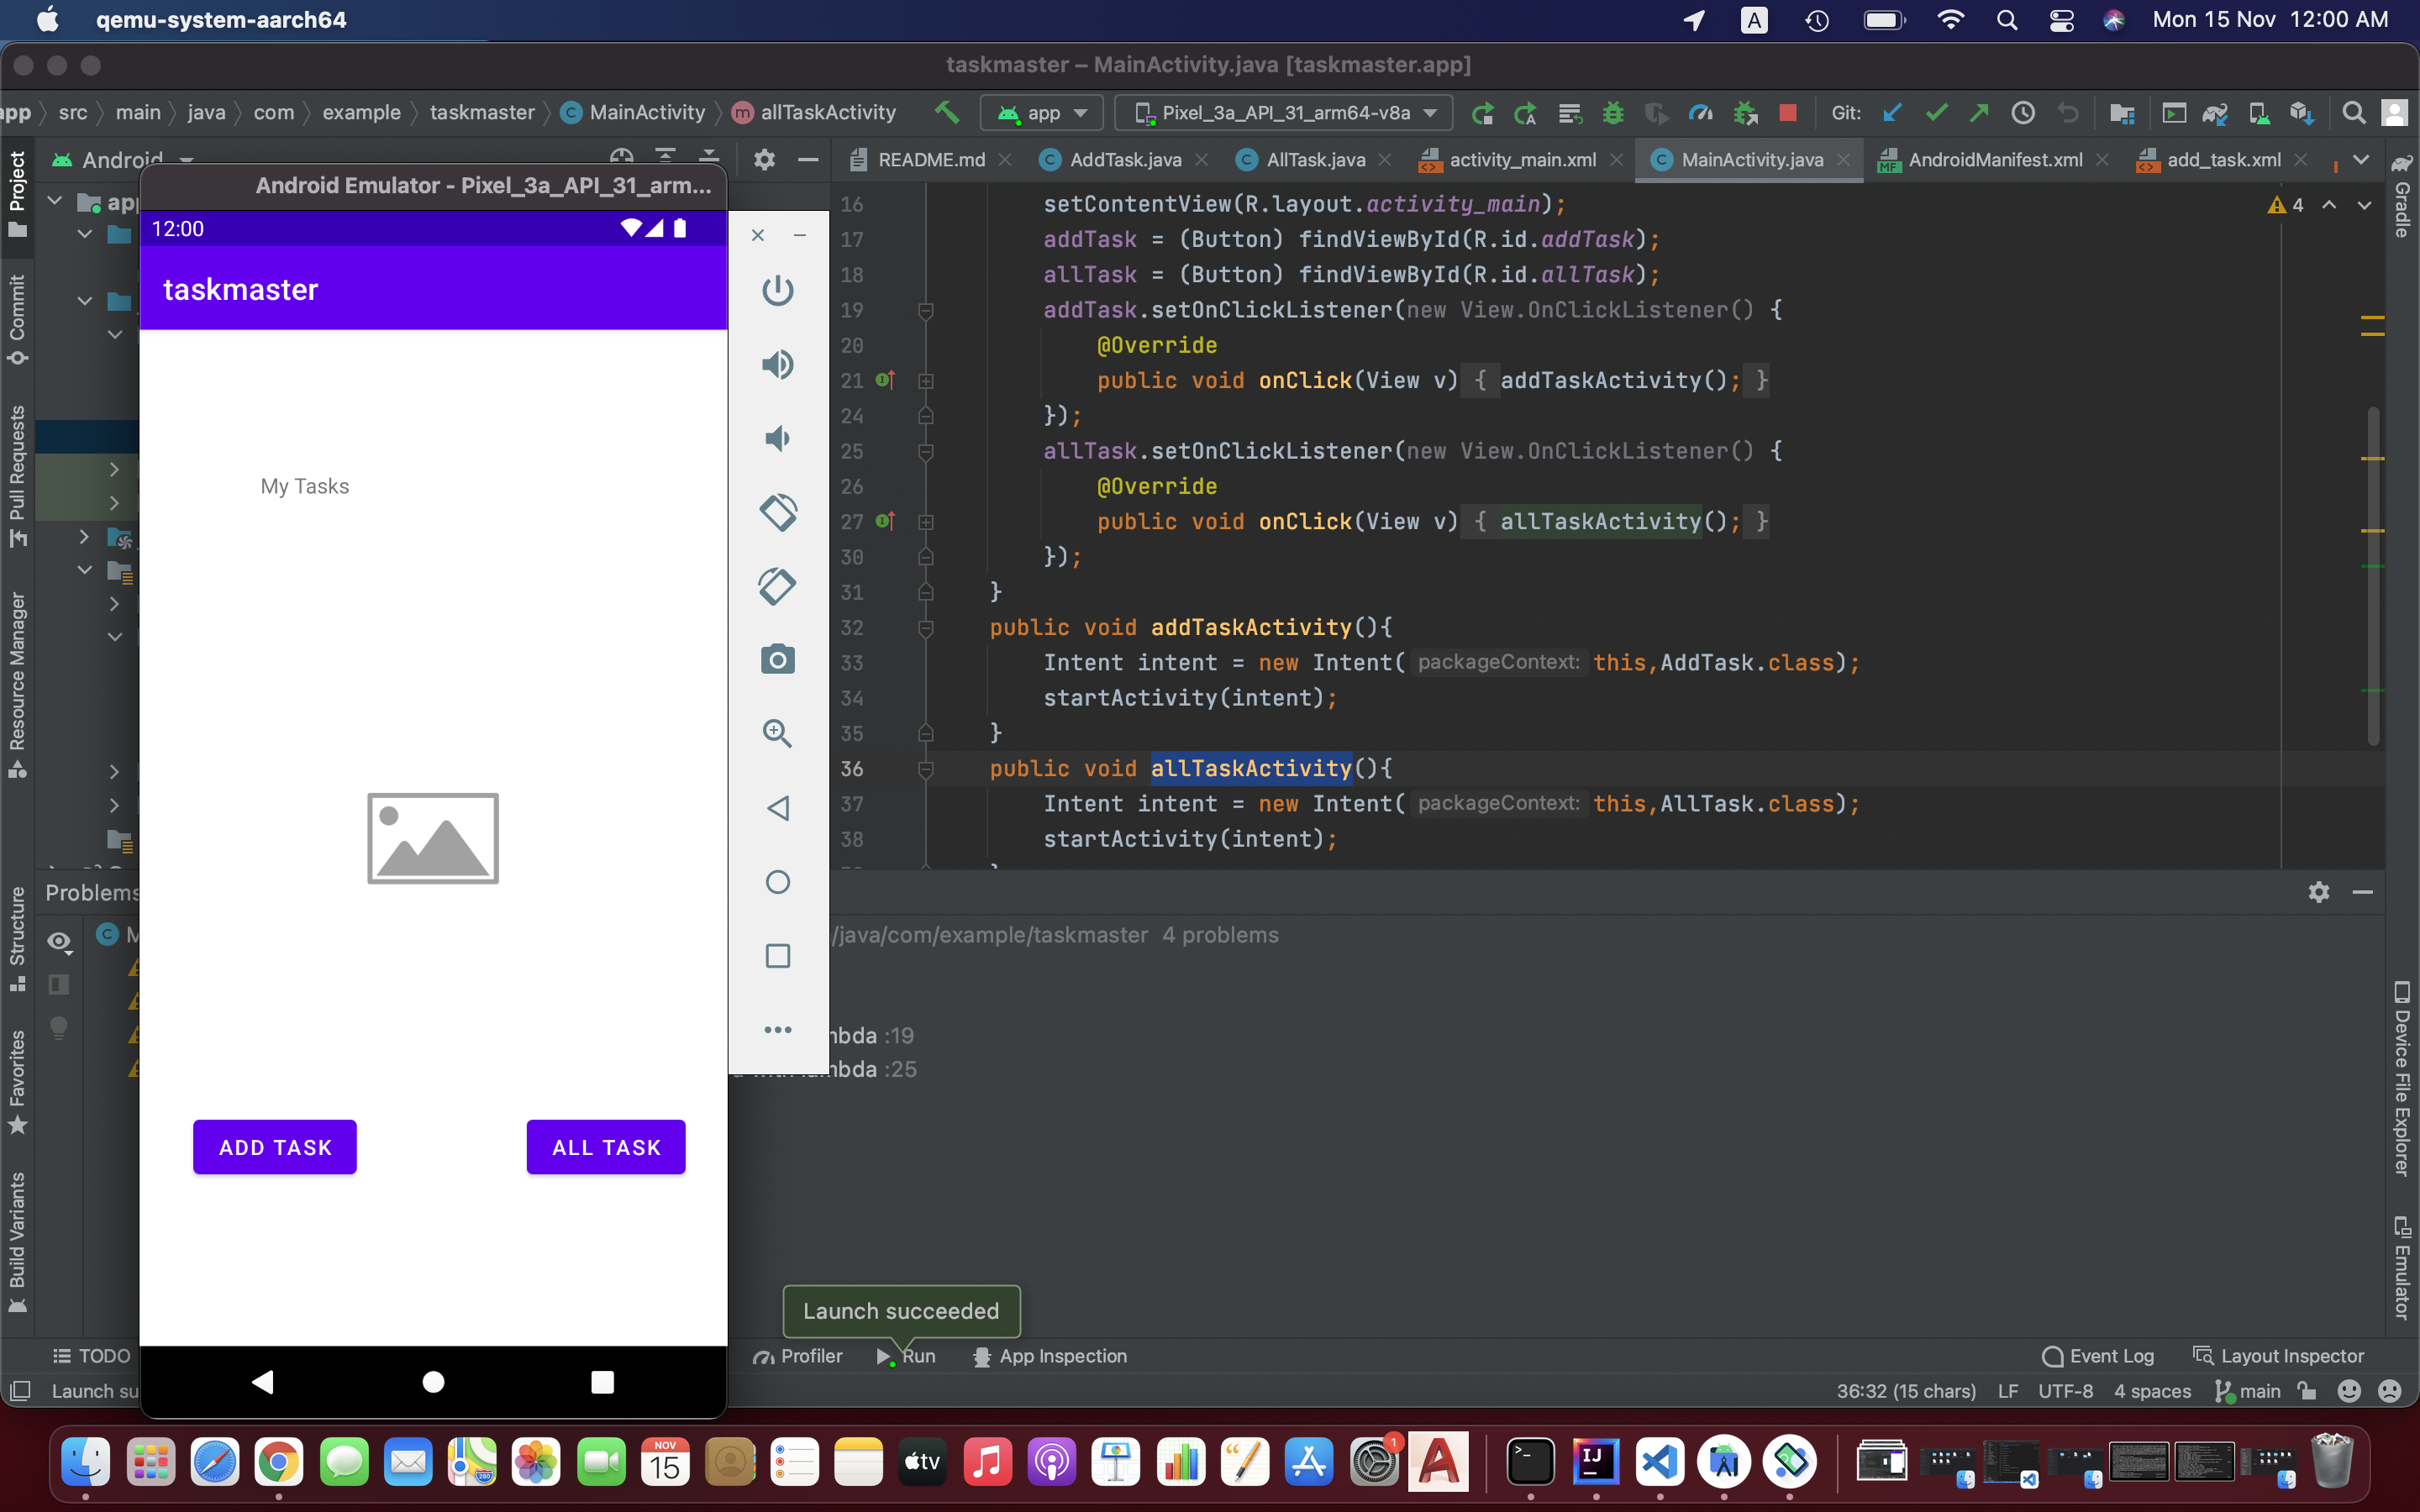 qemu-system-aarch64
A
Mon 15 Nov 12:00 AM
taskmaster – MainActivity.java [taskmaster.app]
app src main java com example taskmaster MainActivity allTaskActivity
app
Pixel_3a_API_31_arm64-v8a
Git:
Project
Commit
Pull Requests
Resource Manager
Structure
Favorites
Build Variants
Android
app
README.md
AddTask.java
AllTask.java
activity_main.xml
MainActivity.java
AndroidManifest.xml
add_task.xml
Gradle
Device File Explorer
Emulator
Android Emulator - Pixel_3a_API_31_arm...
12:00
taskmaster
My Tasks
ADD TASK
ALL TASK
4
16 setContentView(R.layout.activity_main);
17 addTask = (Button) findViewById(R.id.addTask);
18 allTask = (Button) findViewById(R.id.allTask);
19 addTask.setOnClickListener(new View.OnClickListener() {
20 @Override
21 public void onClick(View v) { addTaskActivity(); }
24 });
25 allTask.setOnClickListener(new View.OnClickListener() {
26 @Override
27 public void onClick(View v) { allTaskActivity(); }
30 });
31 }
32 public void addTaskActivity(){
33 Intent intent = new Intent( packageContext: this,AddTask.class);
34 startActivity(intent);
35 }
36 public void allTaskActivity(){
37 Intent intent = new Intent( packageContext: this,AllTask.class);
38 startActivity(intent);
Problems
M
/java/com/example/taskmaster 4 problems
mbda :19
mbda :25
Launch succeeded
TODO
Profiler
Run
App Inspection
Event Log
Layout Inspector
Launch su
36:32 (15 chars) LF UTF-8 4 spaces main
NOV
15
tv
280
1
IJ